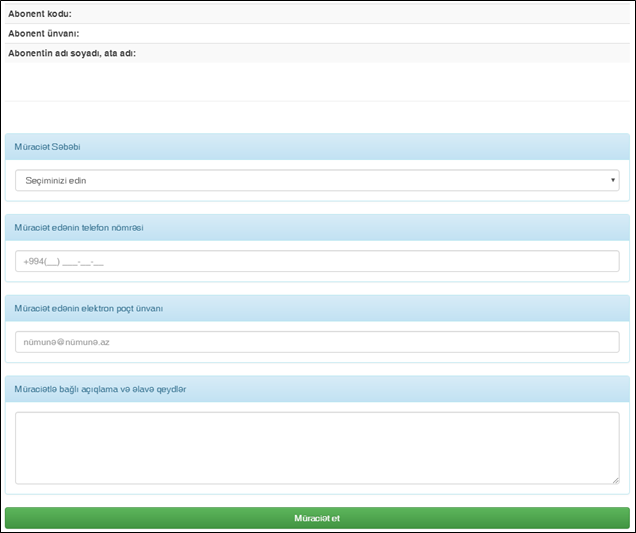 Abonent kodu:
Abonent ünvanı:
Abonentin adı soyadı, ata adı:
Müraciət Səbəbi
Seçiminizi edin
Müraciət edənin telefon nömrəsi
+994(__) ___-__-__
Müraciət edənin elektron poçt ünvanı
nümunə@nümunə.az
Müraciətlə bağlı açıqlama və əlavə qeydlər
Müraciət et